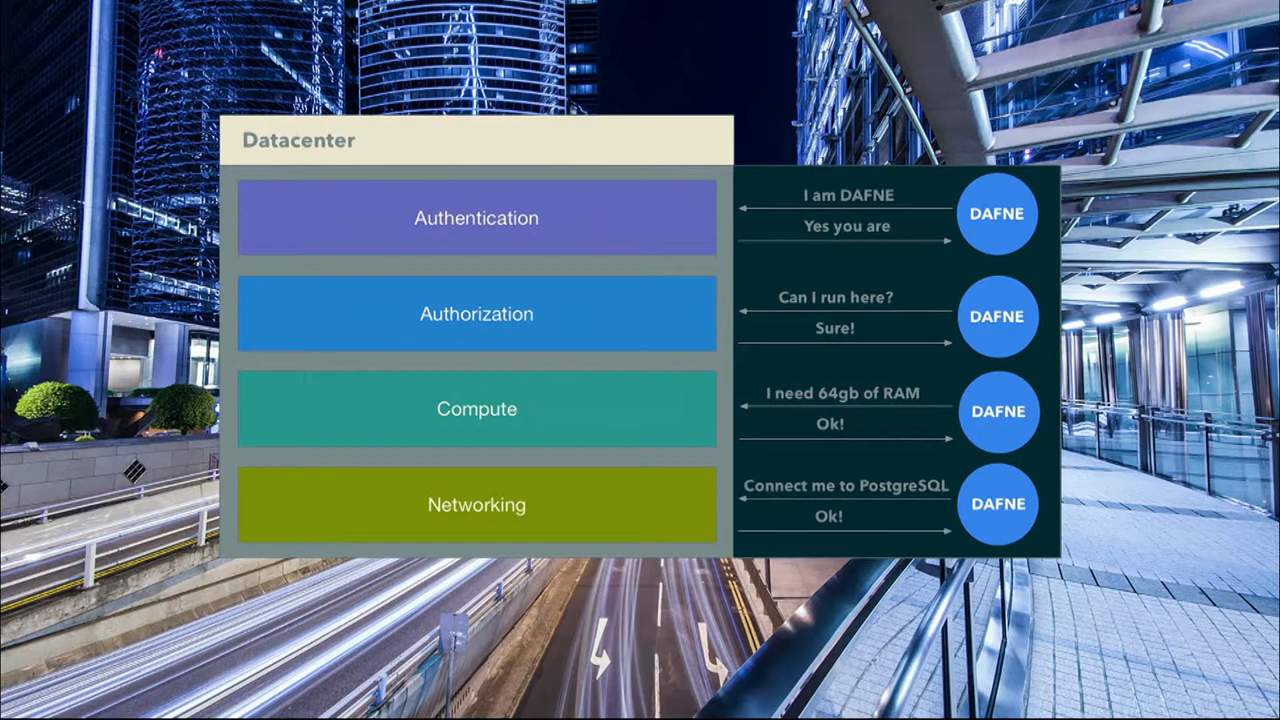 Datacenter
Authentication
I am DAFNE
Yes you are
DAFNE
Authorization
Can I run here?
Sure!
DAFNE
Compute
I need 64gb of RAM
Ok!
DAFNE
Networking
Connect me to PostgreSQL
Ok!
DAFNE